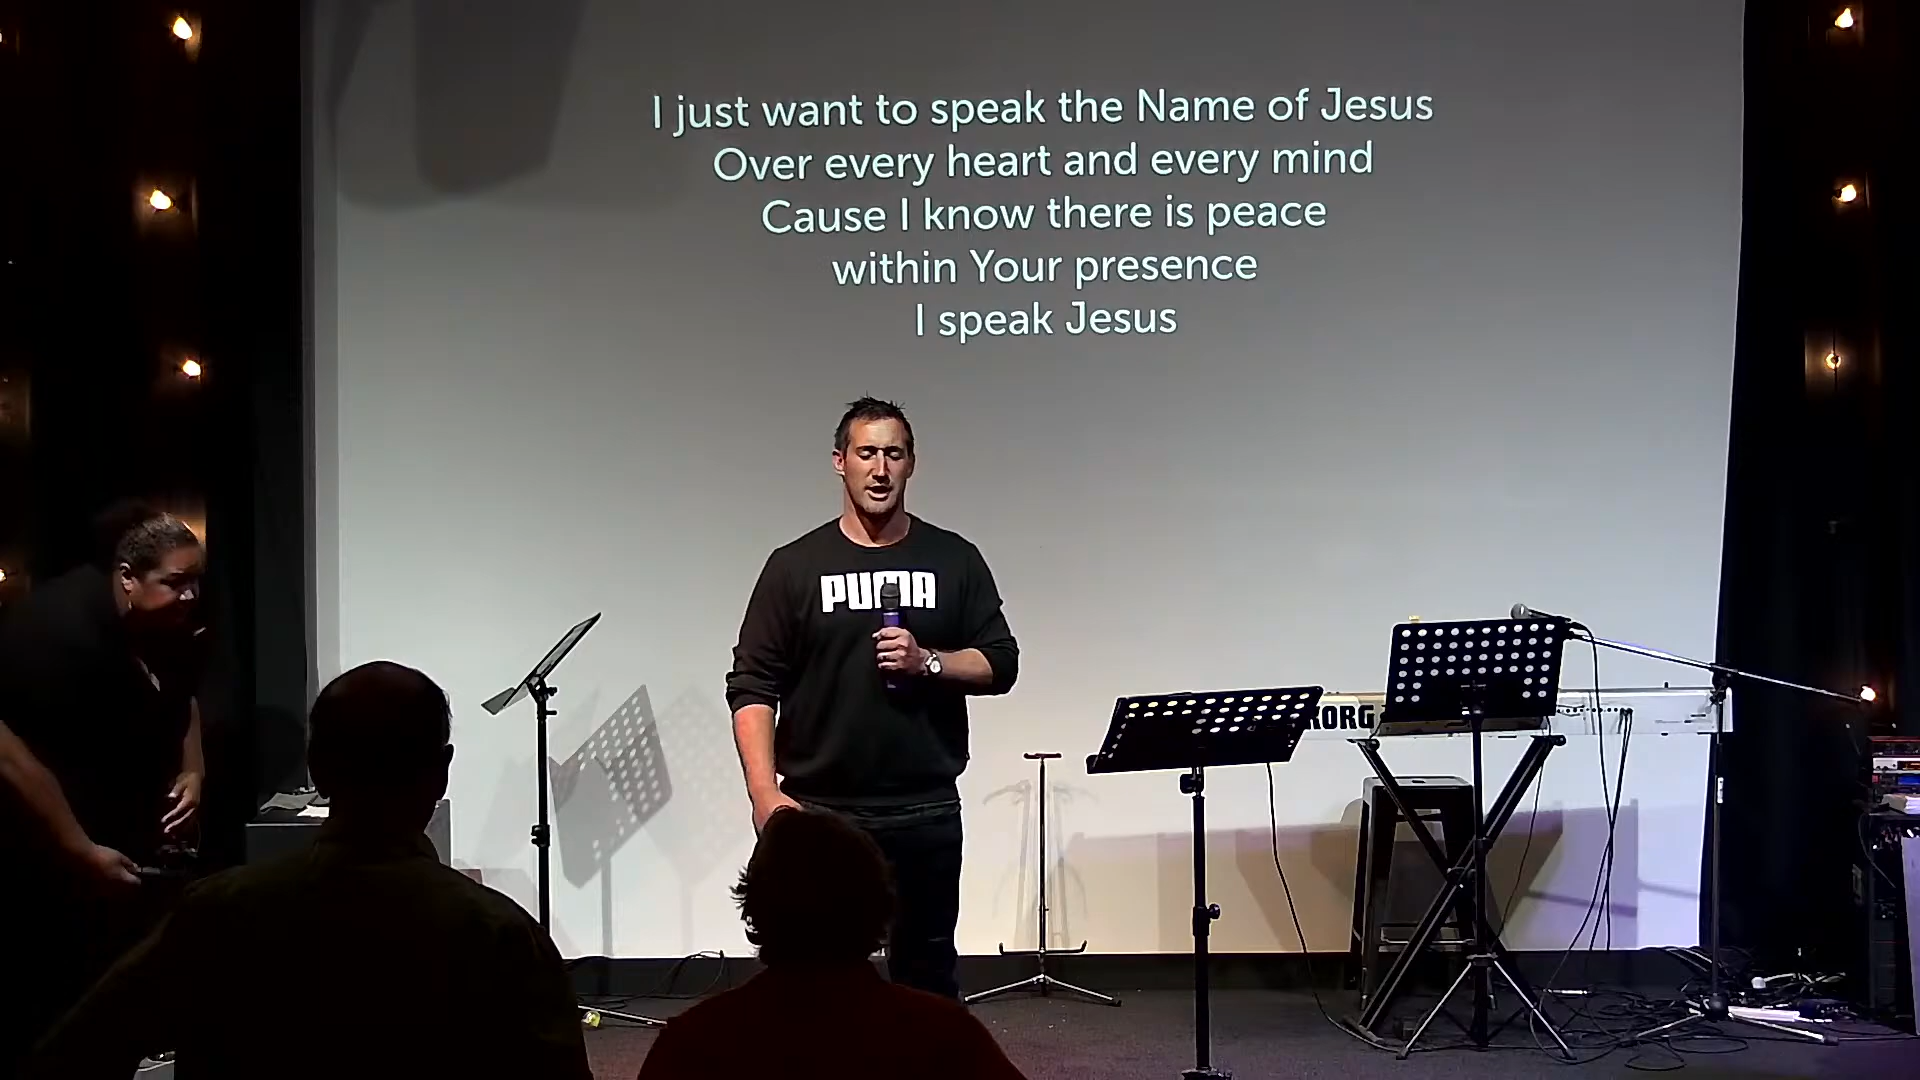 I just want to speak the Name of Jesus
Over every heart and every mind
Cause I know there is peace
within Your presence
I speak Jesus
PUMA
KORG